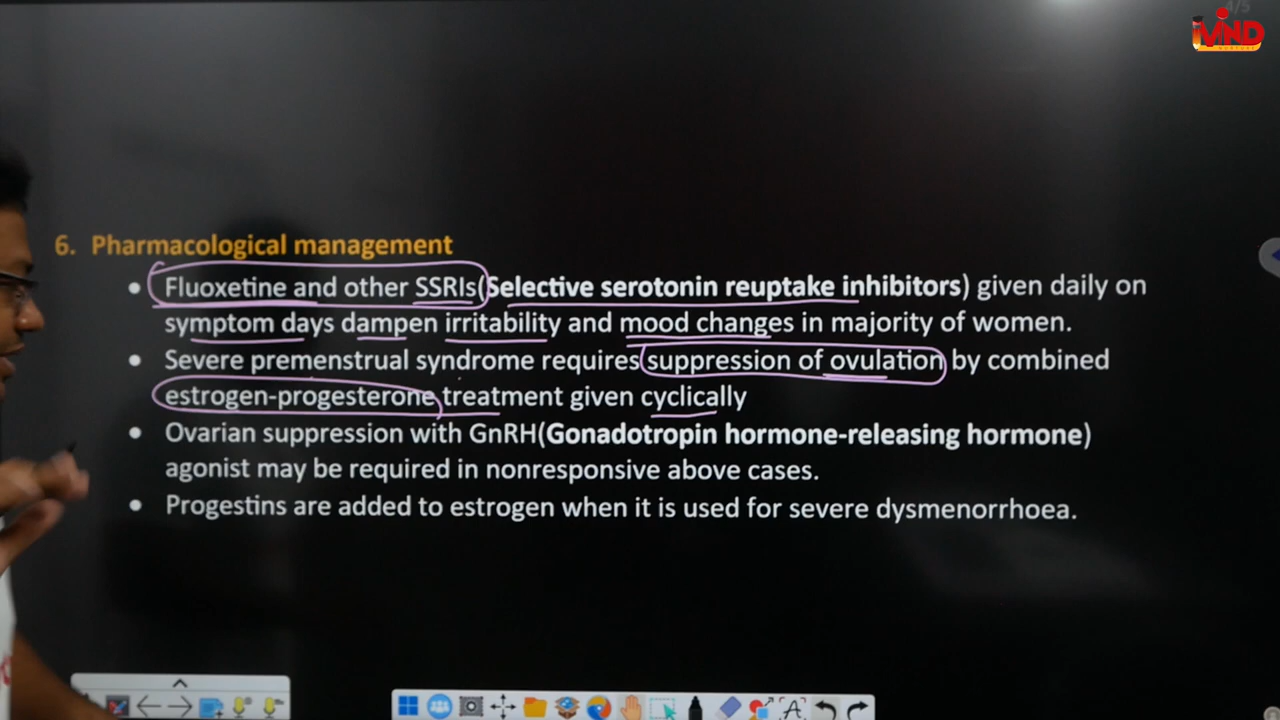 4/5
MIND
6. Pharmacological management
• Fluoxetine and other SSRIs(Selective serotonin reuptake inhibitors) given daily on
symptom days dampen irritability and mood changes in majority of women.
• Severe premenstrual syndrome requires suppression of ovulation by combined
estrogen-progesterone treatment given cyclically
• Ovarian suppression with GnRH(Gonadotropin hormone-releasing hormone)
agonist may be required in nonresponsive above cases.
• Progestins are added to estrogen when it is used for severe dysmenorrhoea.
A